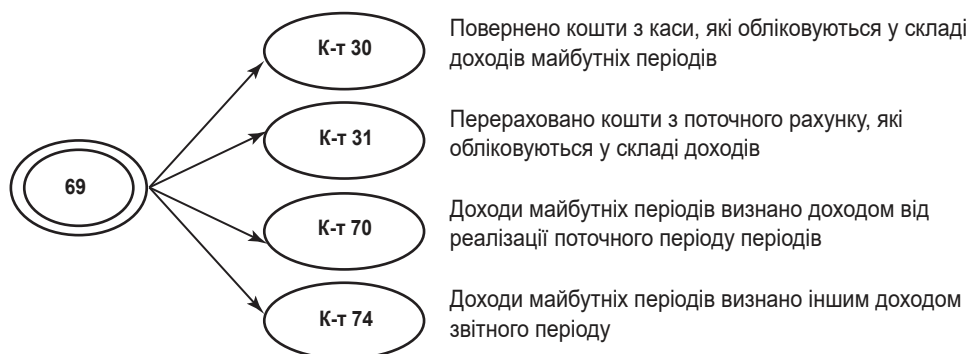 К-т 30
Повернено кошти з каси, які обліковуються у складі
доходів майбутніх періодів
К-т 31
Перераховано кошти з поточного рахунку, які
обліковуються у складі доходів
69
К-т 70
Доходи майбутніх періодів визнано доходом від
реалізації поточного періоду періодів
К-т 74
Доходи майбутніх періодів визнано іншим доходом
звітного періоду